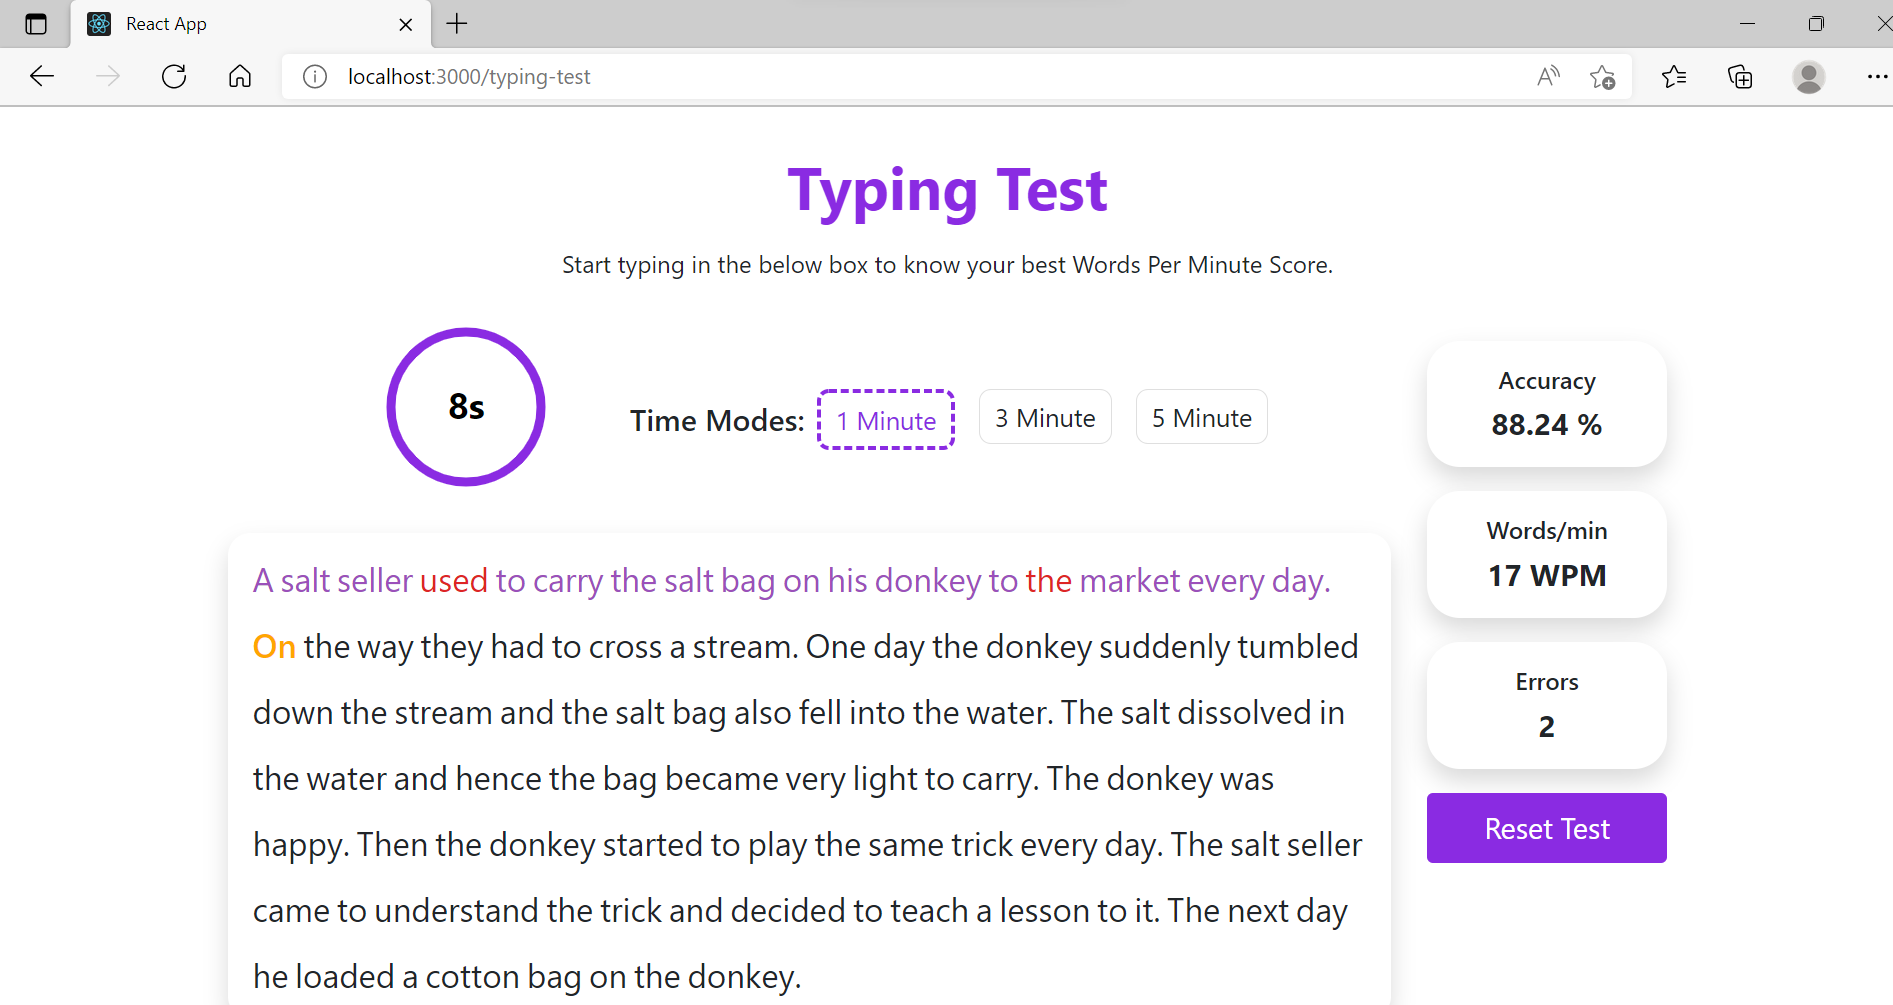 React App
localhost:3000/typing-test
Typing Test
Start typing in the below box to know your best Words Per Minute Score.
8s
Time Modes: 1 Minute 3 Minute 5 Minute
Accuracy
88.24 %
Words/min
17 WPM
Errors
2
Reset Test
A salt seller used to carry the salt bag on his donkey to the market every day.
On the way they had to cross a stream. One day the donkey suddenly tumbled
down the stream and the salt bag also fell into the water. The salt dissolved in
the water and hence the bag became very light to carry. The donkey was
happy. Then the donkey started to play the same trick every day. The salt seller
came to understand the trick and decided to teach a lesson to it. The next day
he loaded a cotton bag on the donkey.